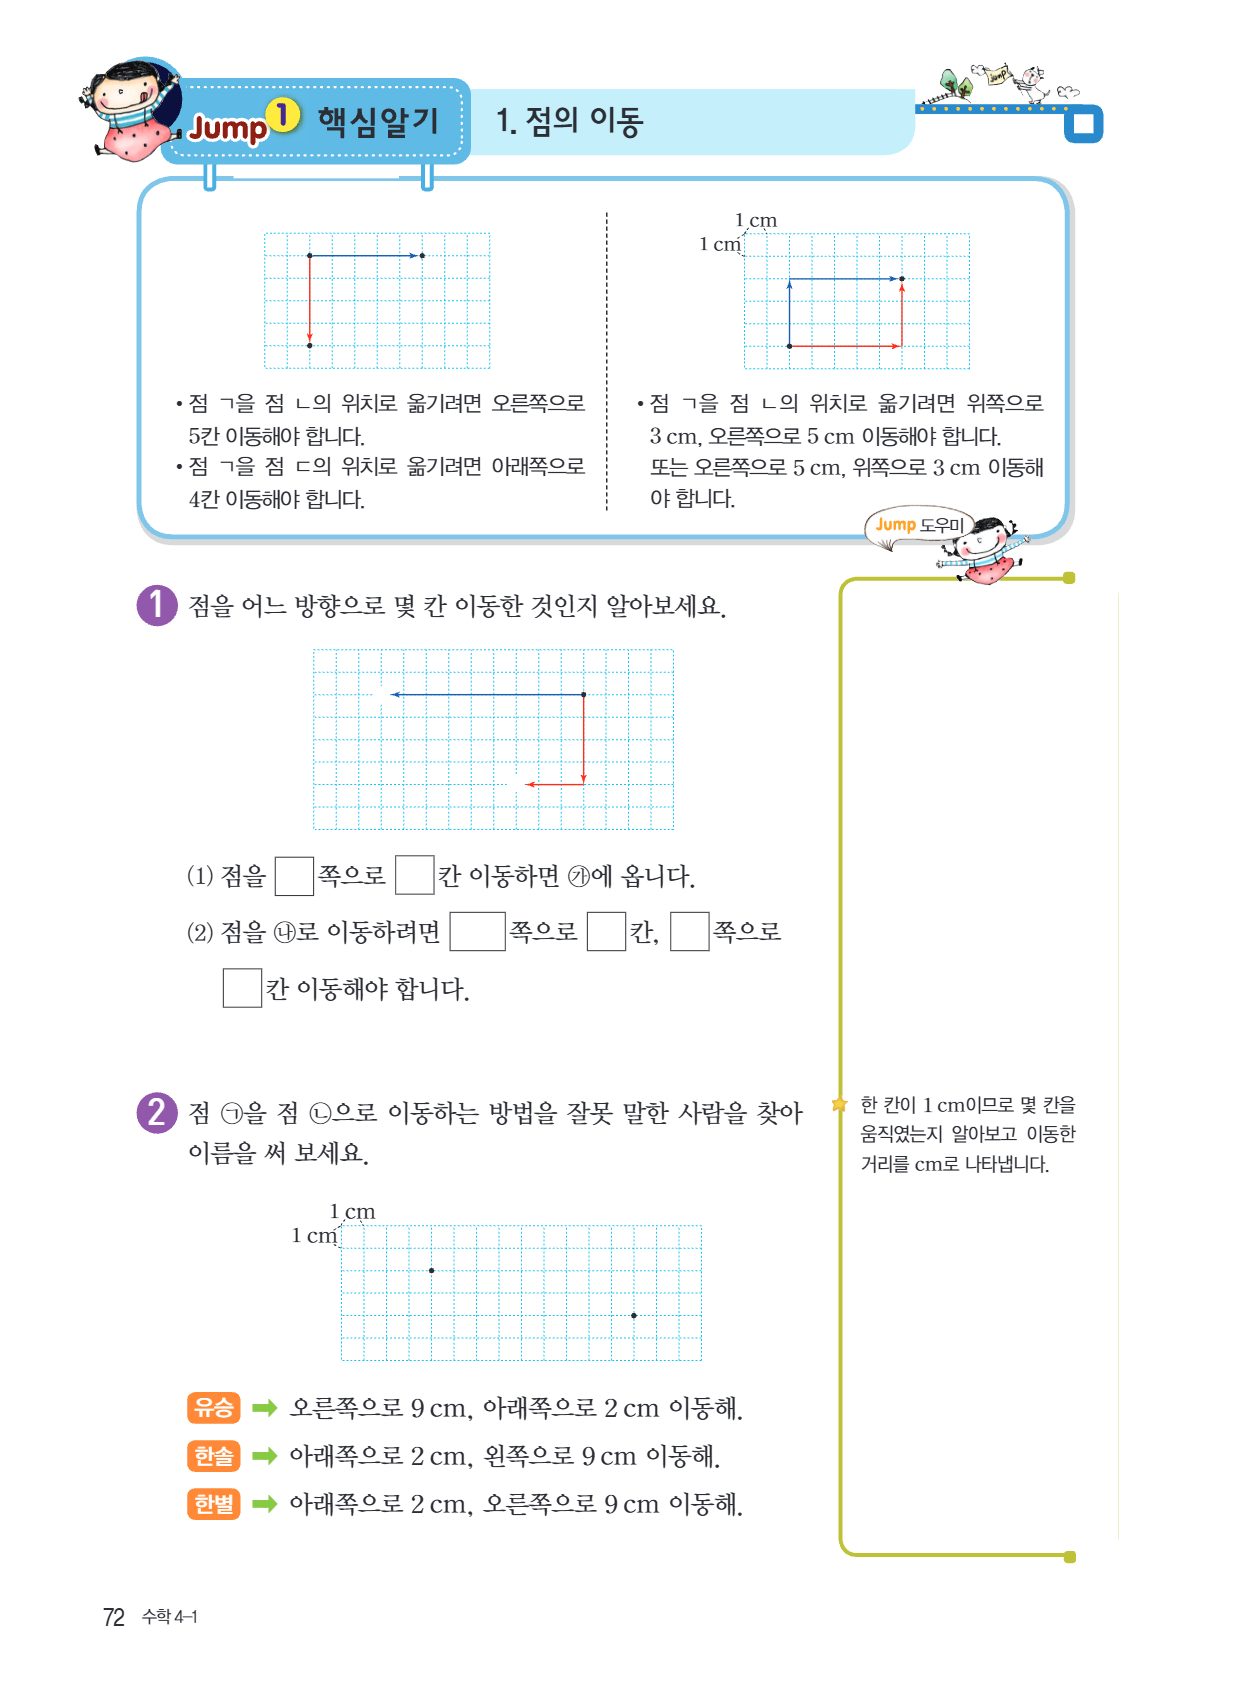 Jump 1 핵심알기 1. 점의 이동
Jump
1 cm
1 cm
• 점 ㄱ을 점 ㄴ의 위치로 옮기려면 오른쪽으로
5칸 이동해야 합니다.
• 점 ㄱ을 점 ㄷ의 위치로 옮기려면 아래쪽으로
4칸 이동해야 합니다.
• 점 ㄱ을 점 ㄴ의 위치로 옮기려면 위쪽으로
3 cm, 오른쪽으로 5 cm 이동해야 합니다.
또는 오른쪽으로 5 cm, 위쪽으로 3 cm 이동해
야 합니다.
Jump 도우미
1 점을 어느 방향으로 몇 칸 이동한 것인지 알아보세요.
(1) 점을 쪽으로 칸 이동하면 ㉮에 옵니다.
(2) 점을 ㉯로 이동하려면 쪽으로 칸, 쪽으로
칸 이동해야 합니다.
2 점 ㉠을 점 ㉡으로 이동하는 방법을 잘못 말한 사람을 찾아
이름을 써 보세요.
한 칸이 1 cm이므로 몇 칸을
움직였는지 알아보고 이동한
거리를 cm로 나타냅니다.
1 cm
1 cm
유승 ➡ 오른쪽으로 9 cm, 아래쪽으로 2 cm 이동해.
한솔 ➡ 아래쪽으로 2 cm, 왼쪽으로 9 cm 이동해.
한별 ➡ 아래쪽으로 2 cm, 오른쪽으로 9 cm 이동해.
72 수학 4-1